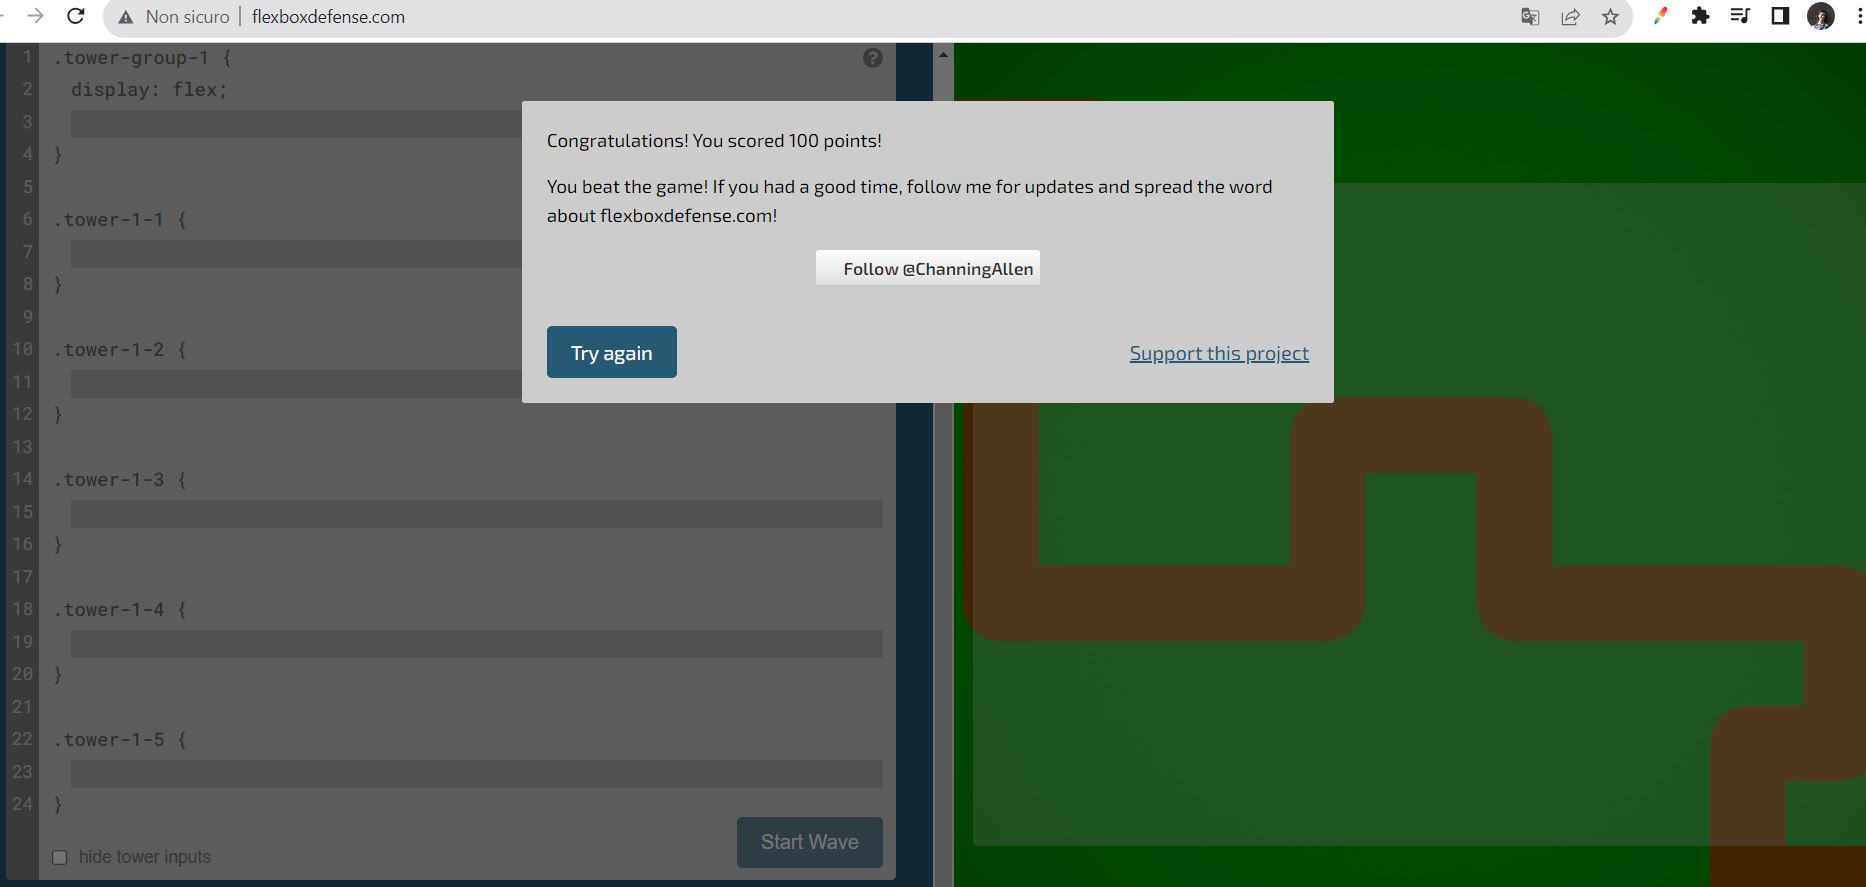 Non sicuro | flexboxdefense.com
1 .tower-group-1 {
2 display: flex;
3
4 }
5
6 .tower-1-1 {
7
8 }
9
10 .tower-1-2 {
11
12 }
13
14 .tower-1-3 {
15
16 }
17
18 .tower-1-4 {
19
20 }
21
22 .tower-1-5 {
23
24 }
hide tower inputs
Start Wave
?
Congratulations! You scored 100 points!
You beat the game! If you had a good time, follow me for updates and spread the word
about flexboxdefense.com!
Follow @ChanningAllen
Try again
Support this project